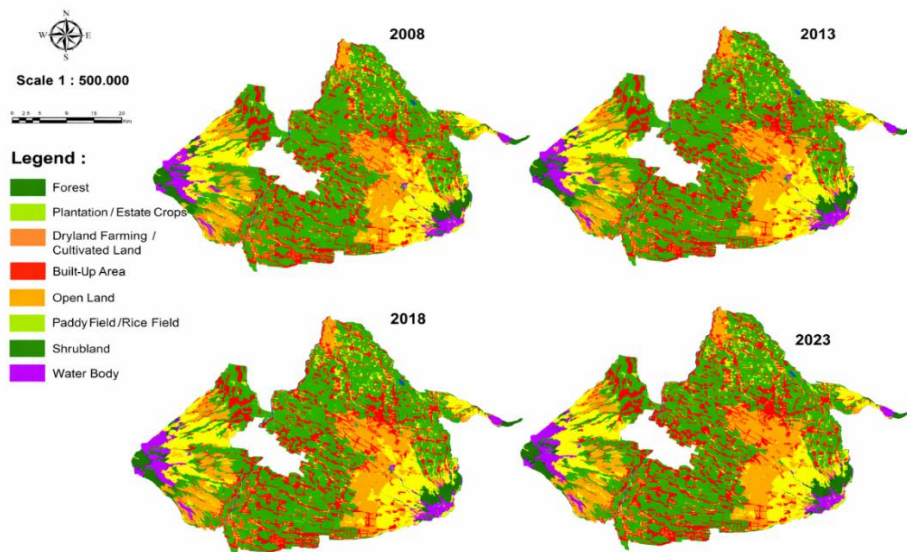 N
W E
S
Scale 1 : 500.000
2008
2013
Legend :
Forest
Plantation / Estate Crops
Dryland Farming /
Cultivated Land
Built-Up Area
Open Land
Paddy Field/Rice Field
Shrubland
Water Body
2018
2023